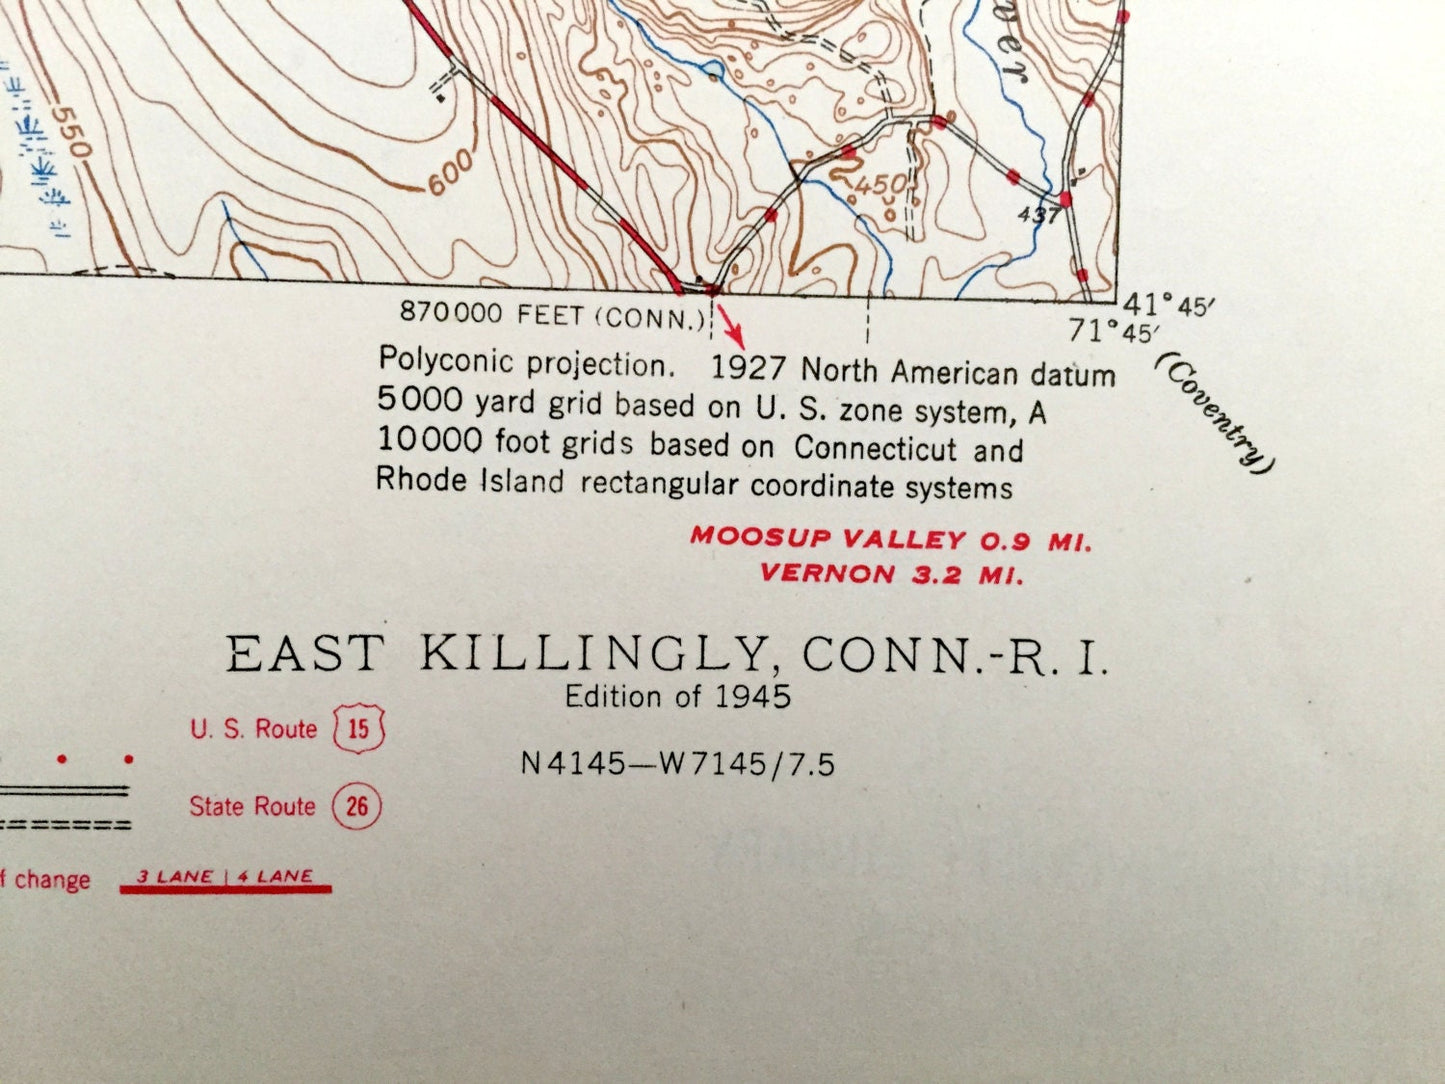 ver
550
600
450
437
870000 FEET (CONN.)
41°45′
71°45′
(Coventry)
Polyconic projection. 1927 North American datum
5000 yard grid based on U. S. zone system, A
10000 foot grids based on Connecticut and
Rhode Island rectangular coordinate systems
MOOSUP VALLEY 0.9 MI.
VERNON 3.2 MI.
EAST KILLINGLY, CONN.-R. I.
Edition of 1945
N4145—W7145/7.5
U. S. Route 15
State Route 26
f change 3 LANE | 4 LANE